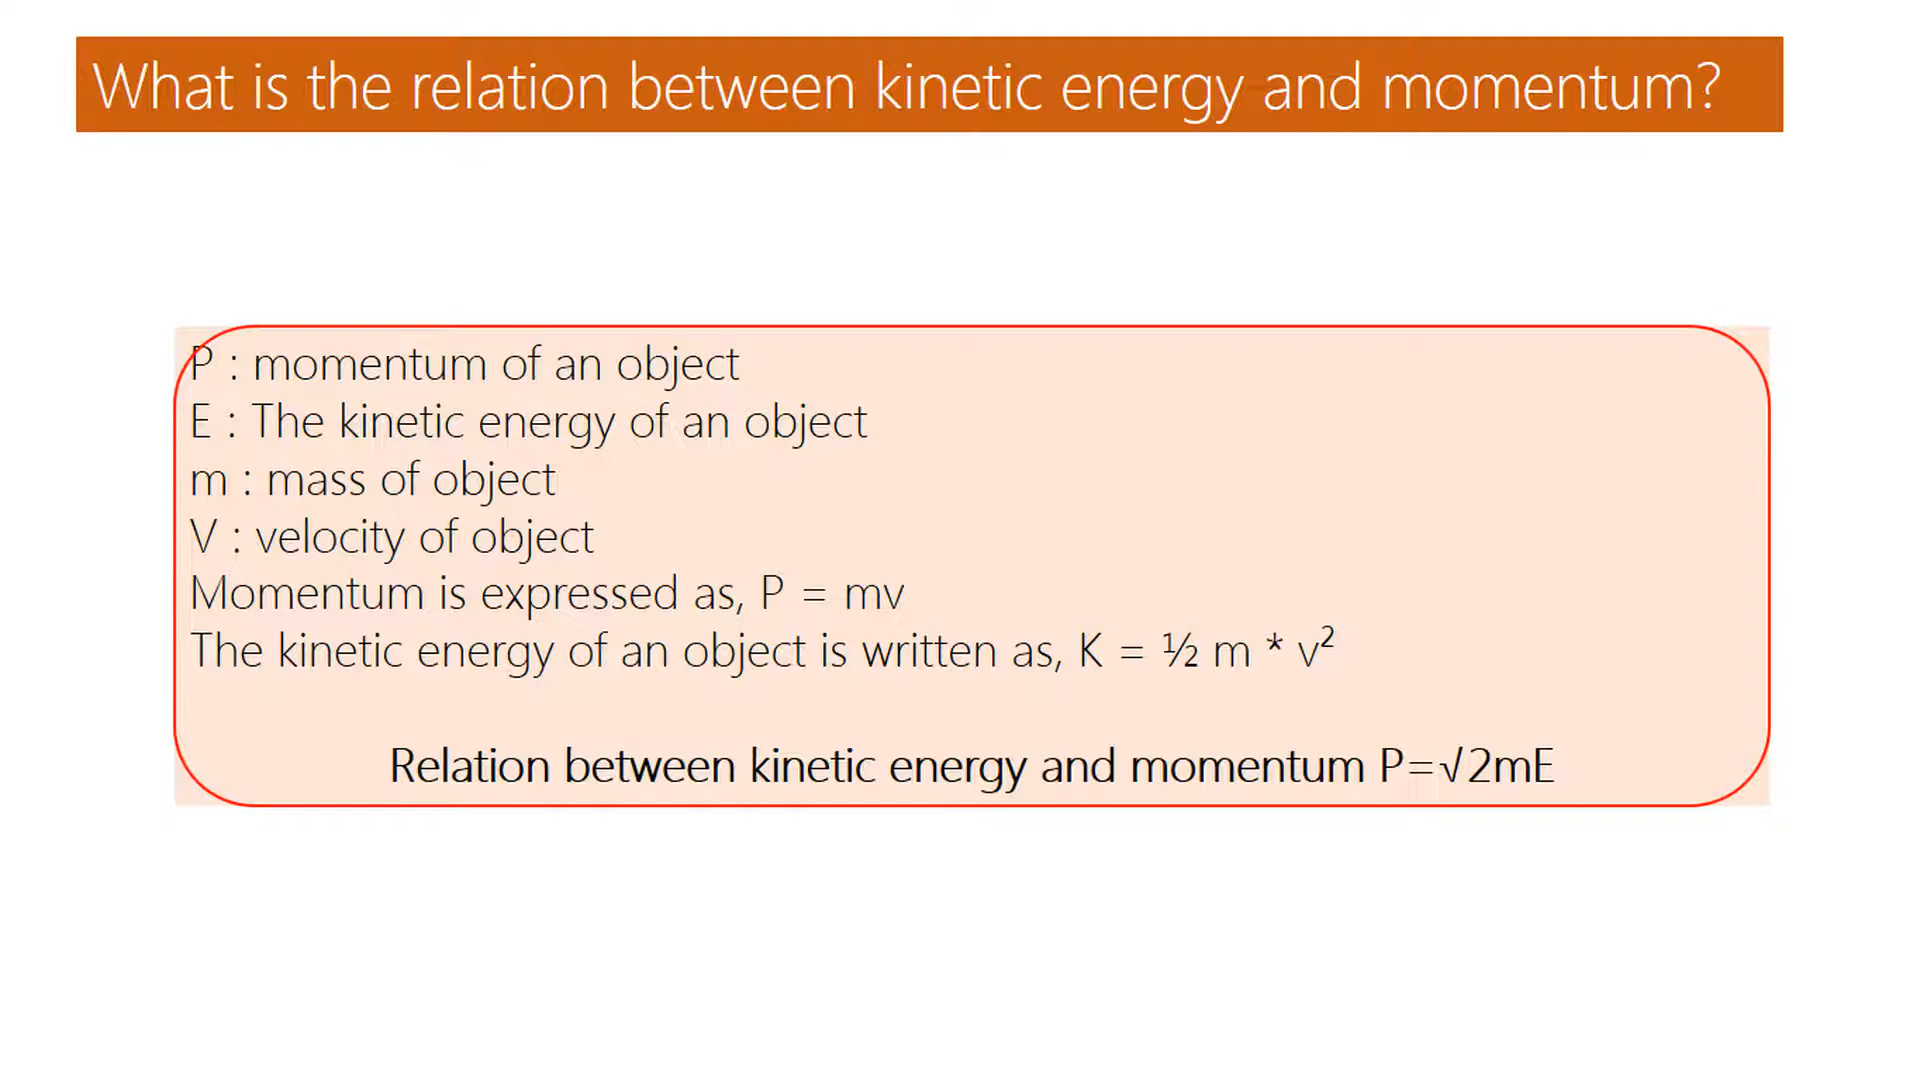 What is the relation between kinetic energy and momentum?
P : momentum of an object
E : The kinetic energy of an object
m : mass of object
V : velocity of object
Momentum is expressed as, P = mv
The kinetic energy of an object is written as, K = ½ m * v²
Relation between kinetic energy and momentum P=√2mE